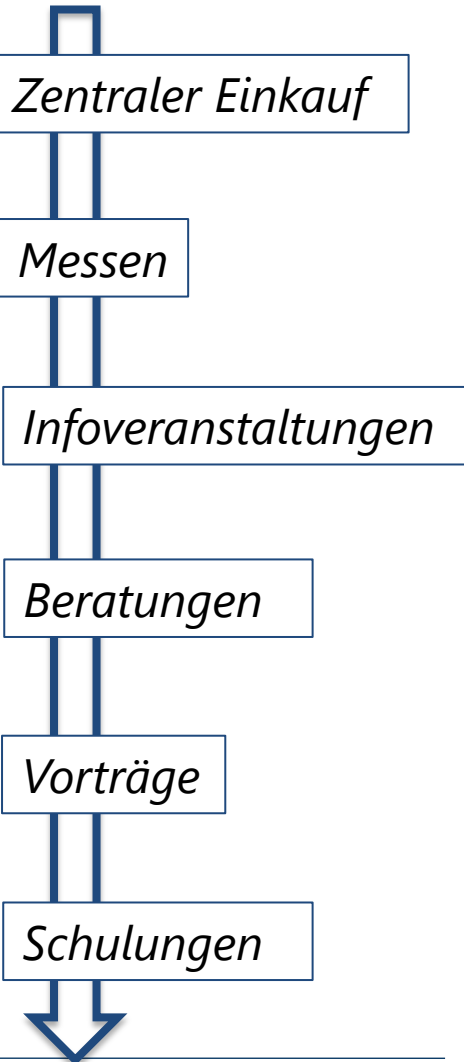 Zentraler Einkauf
Messen
Infoveranstaltungen
Beratungen
Vorträge
Schulungen